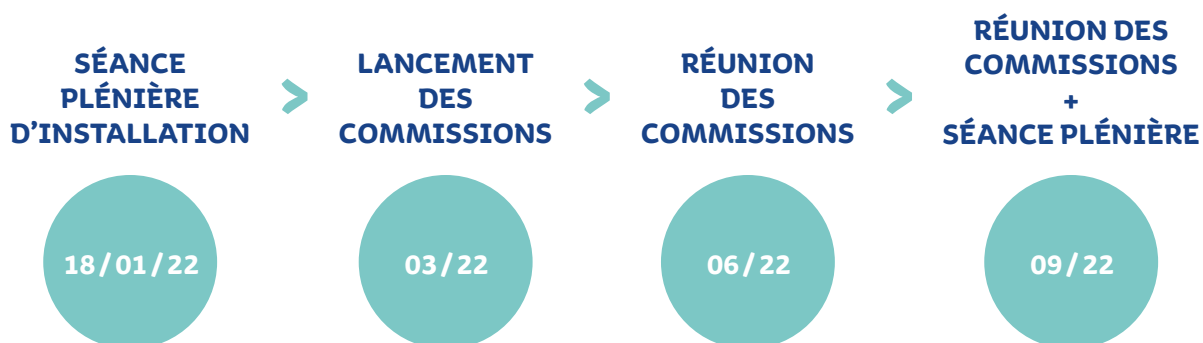 SÉANCE
PLÉNIÈRE
D'INSTALLATION
>
LANCEMENT
DES
COMMISSIONS
>
RÉUNION
DES
COMMISSIONS
>
RÉUNION DES
COMMISSIONS
+
SÉANCE PLÉNIÈRE
18/01/22
03/22
06/22
09/22